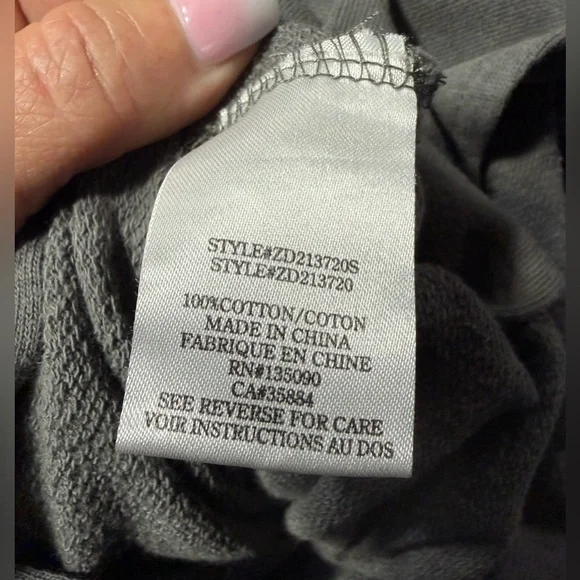 STYLE#ZD213720S
STYLE#ZD213720
100%COTTON/COTON
MADE IN CHINA
FABRIQUE EN CHINE
RN#135090
CA#35884
SEE REVERSE FOR CARE
VOIR INSTRUCTIONS AU DOS